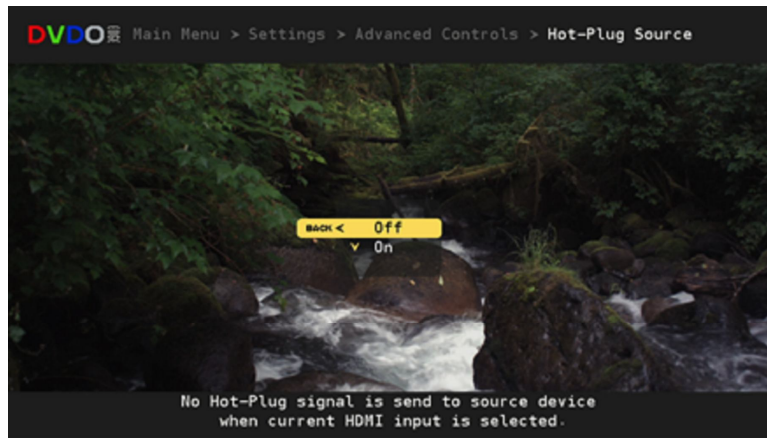 DVDO Main Menu > Settings > Advanced Controls > Hot-Plug Source
BACK < Off
On
No Hot-Plug signal is send to source device
when current HDMI input is selected.